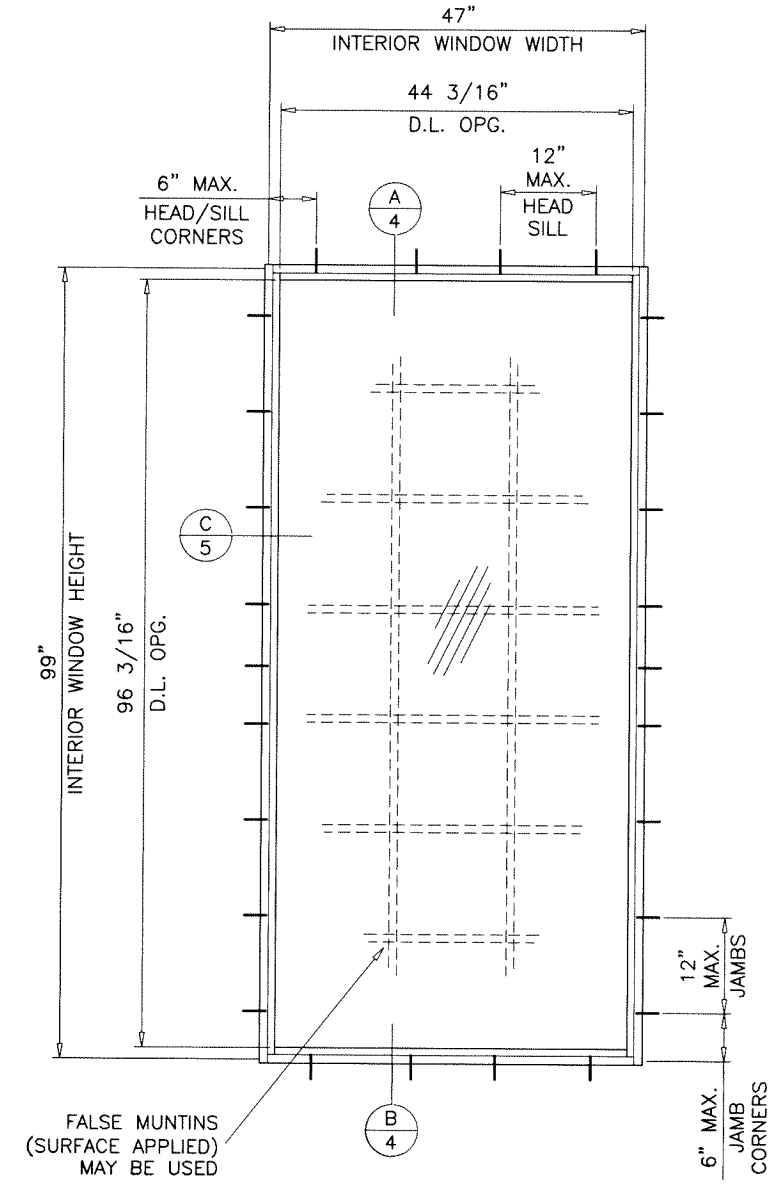 47"
INTERIOR WINDOW WIDTH
44 3/16"
D.L. OPG.
6" MAX.
HEAD/SILL
CORNERS
12"
MAX.
HEAD
SILL
A
4
C
5
99"
INTERIOR WINDOW HEIGHT
96 3/16"
D.L. OPG.
12"
MAX.
JAMBS
6" MAX.
JAMB
CORNERS
FALSE MUNTINS
(SURFACE APPLIED)
MAY BE USED
B
4